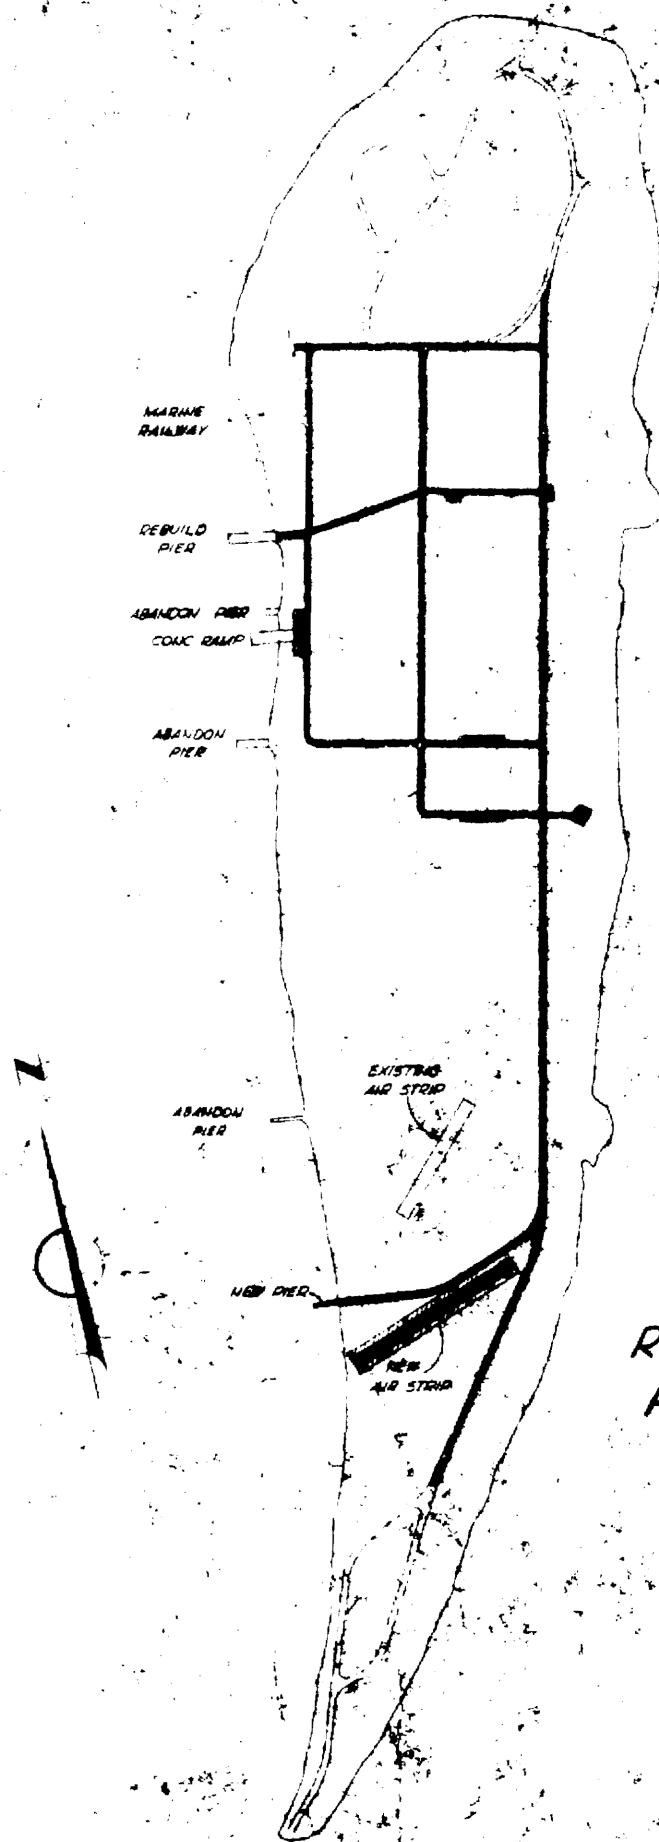 MARINE
RAILWAY
REBUILD
PIER
ABANDON PIER
CONC RAMP
ABANDON
PIER
EXISTING
AIR STRIP
ABANDON
PIER
N
NEW PIER
NEW
AIR STRIP
R
A